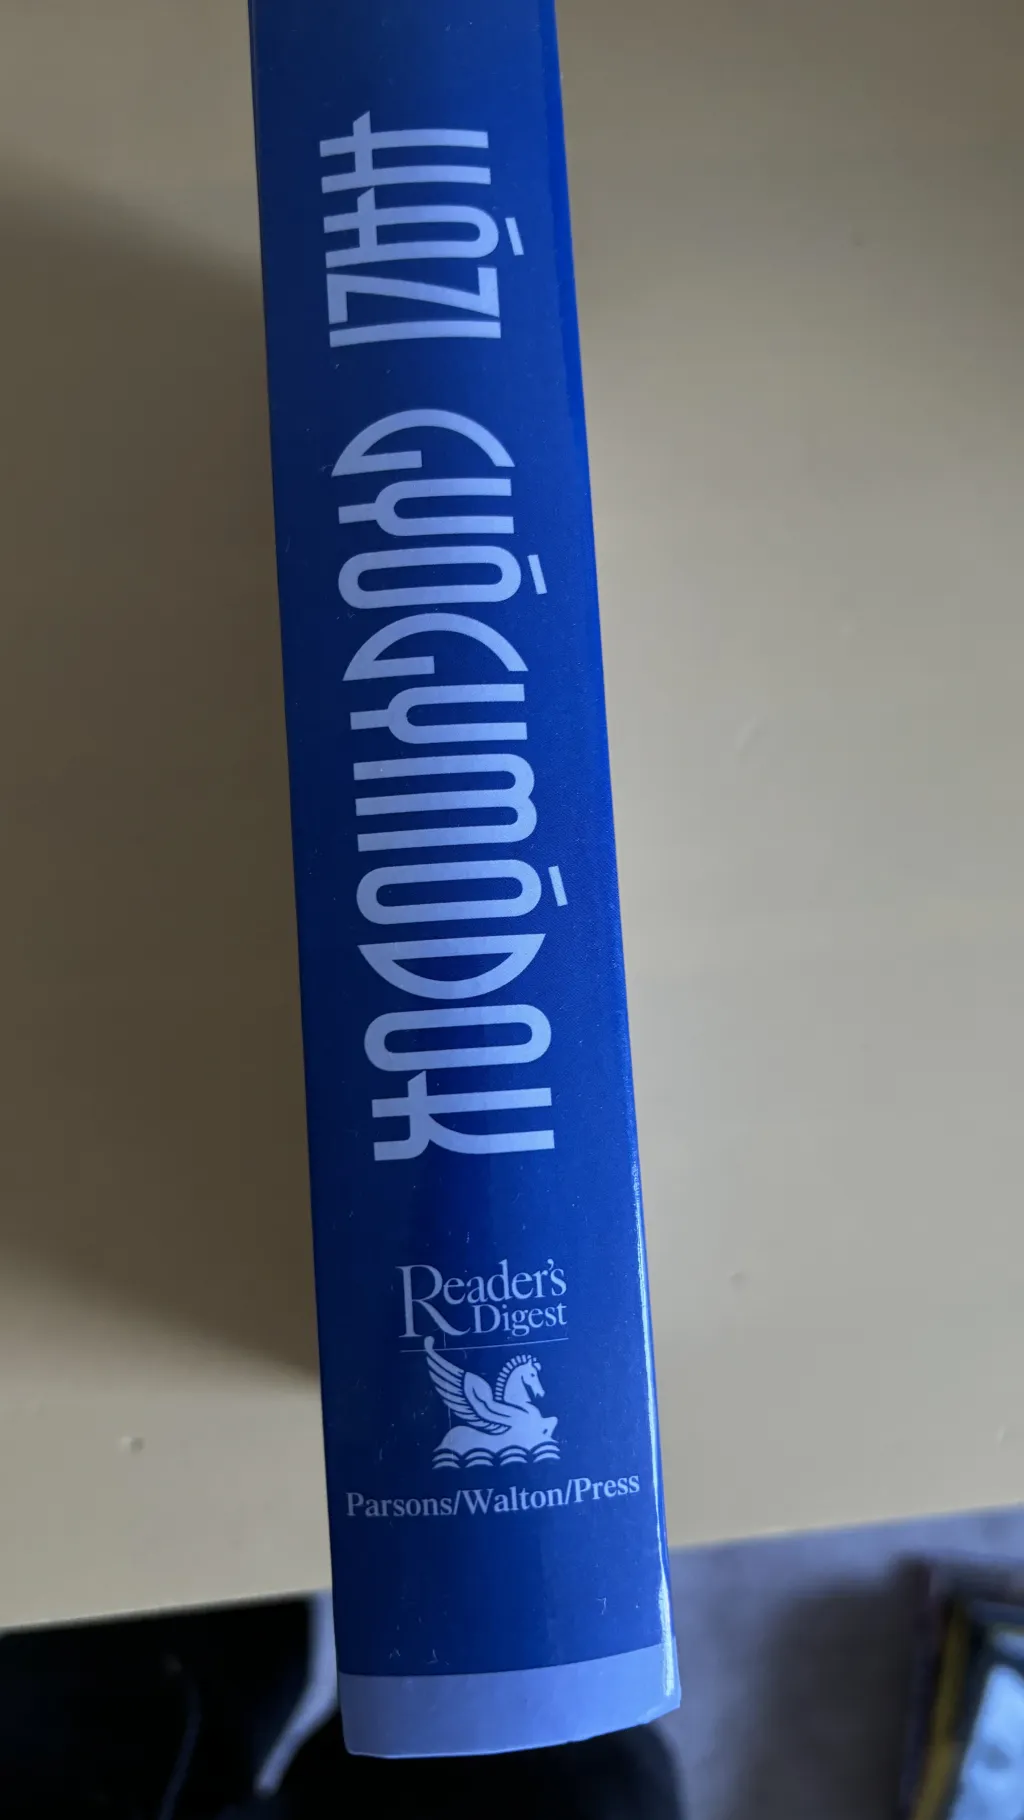 HÁZI GYÓGYMÓDOK
Reader's
Digest
Parsons/Walton/Press